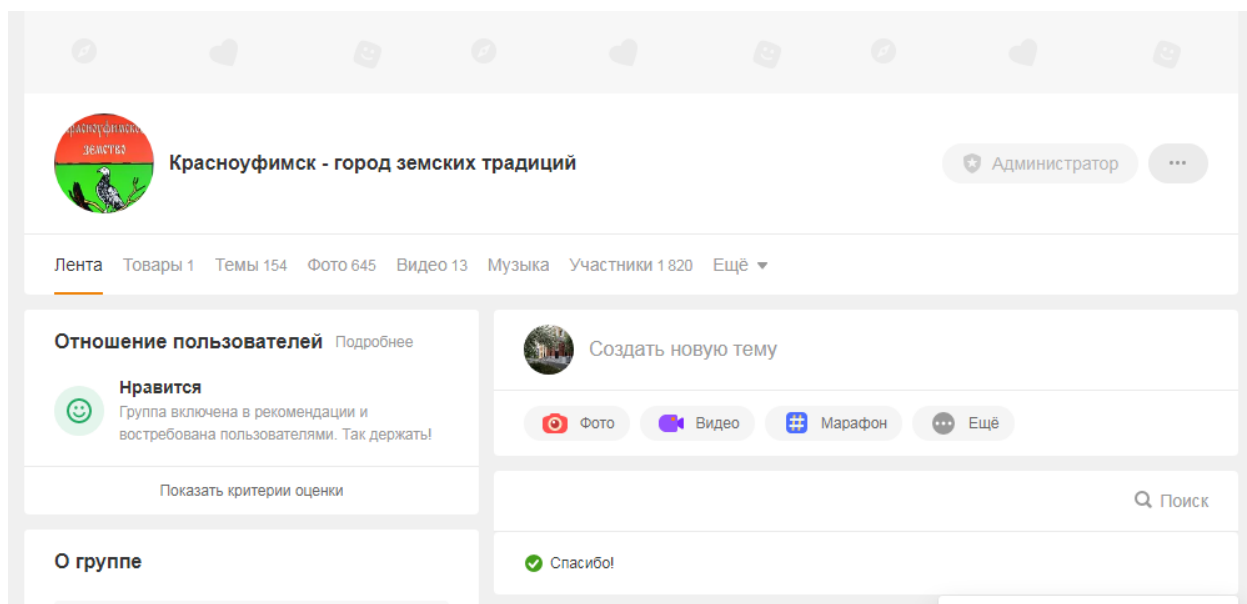 земство
Красноуфимск - город земских традиций
Администратор
Лента Товары 1 Темы 154 Фото 645 Видео 13 Музыка Участники 1 820 Ещё
Отношение пользователей Подробнее
Нравится
Группа включена в рекомендации и
востребована пользователями. Так держать!
Показать критерии оценки
О группе
Создать новую тему
Фото Видео Марафон Ещё
Поиск
Спасибо!